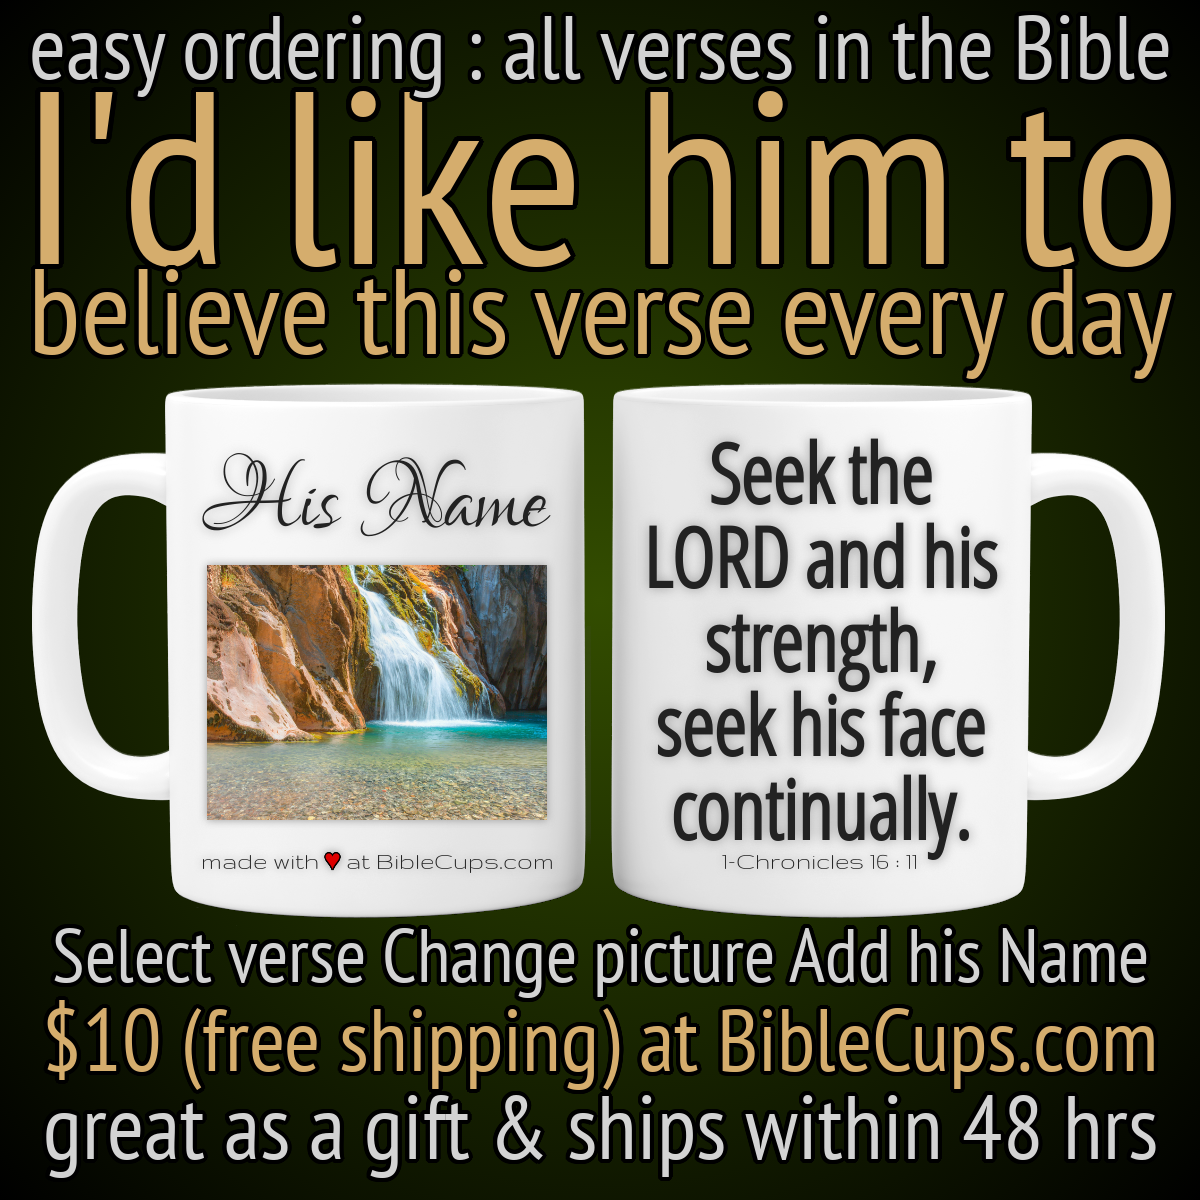 easy ordering : all verses in the Bible
I'd like him to
believe this verse every day
His Name
made with ♥ at BibleCups.com
Seek the
LORD and his
strength,
seek his face
continually.
1-Chronicles 16 : 11
Select verse Change picture Add his Name
$10 (free shipping) at BibleCups.com
great as a gift & ships within 48 hrs